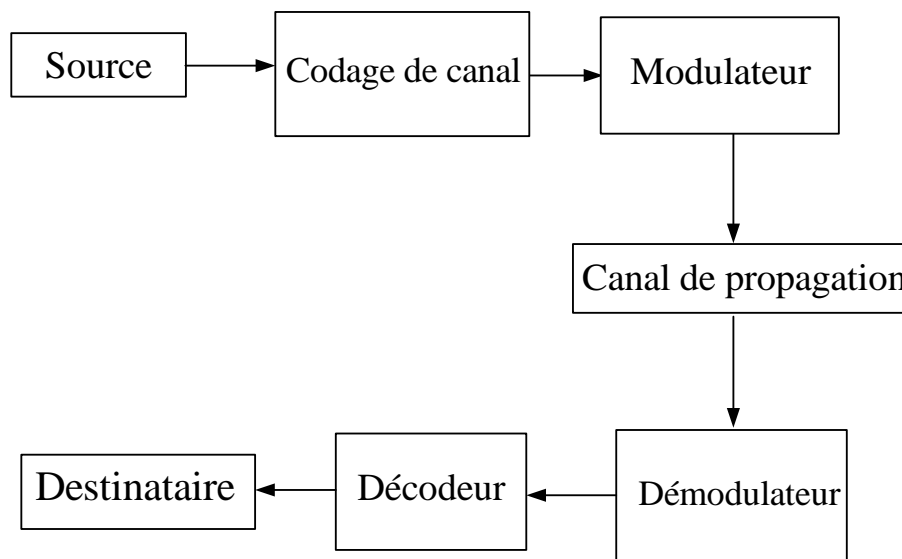 Source
Codage de canal
Modulateur
Canal de propagation
Démodulateur
Décodeur
Destinataire